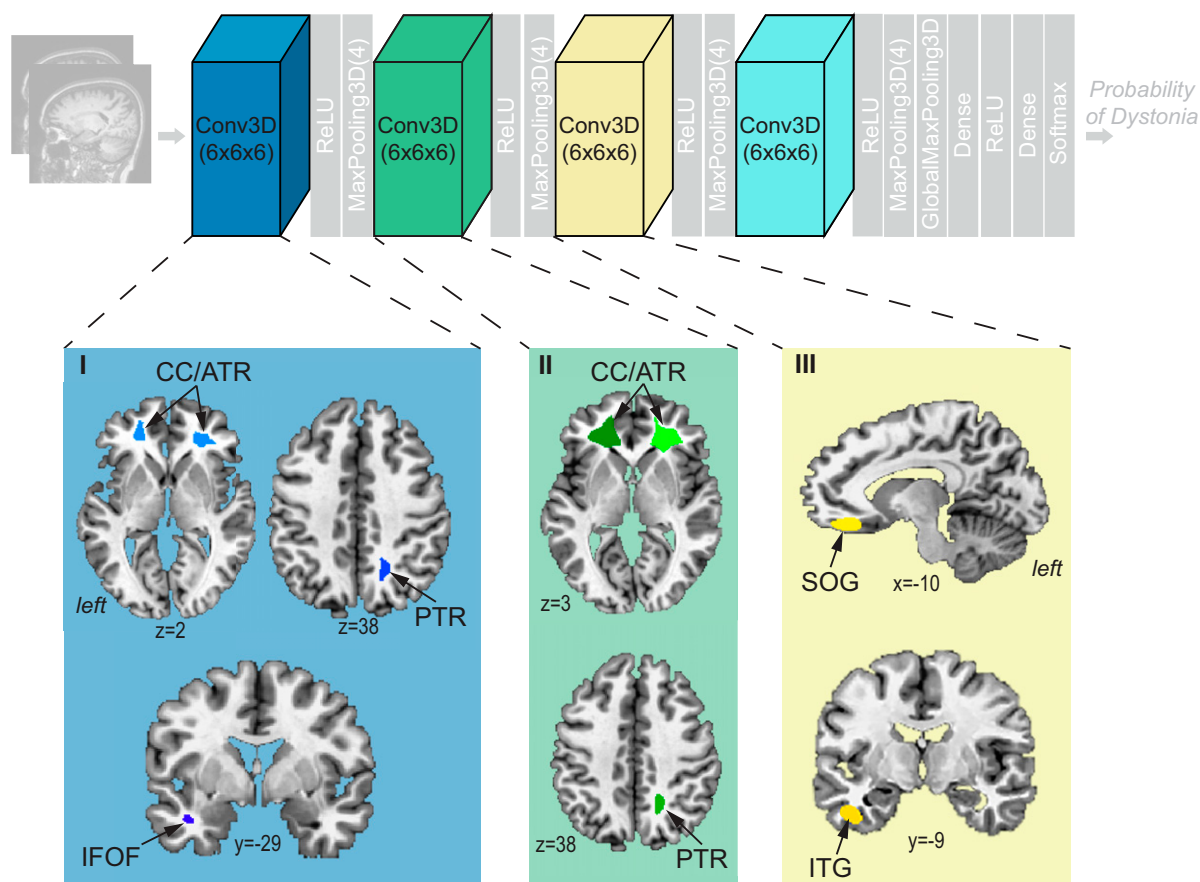 Conv3D
(6x6x6)
ReLU
MaxPooling3D(4)
Conv3D
(6x6x6)
ReLU
MaxPooling3D(4)
Conv3D
(6x6x6)
ReLU
MaxPooling3D(4)
Conv3D
(6x6x6)
ReLU
MaxPooling3D(4)
GlobalMaxPooling3D
Dense
ReLU
Dense
Softmax
Probability
of Dystonia
I
CC/ATR
left
z=2
z=38
PTR
IFOF
y=-29
II
CC/ATR
z=3
z=38
PTR
III
SOG
x=-10
left
ITG
y=-9